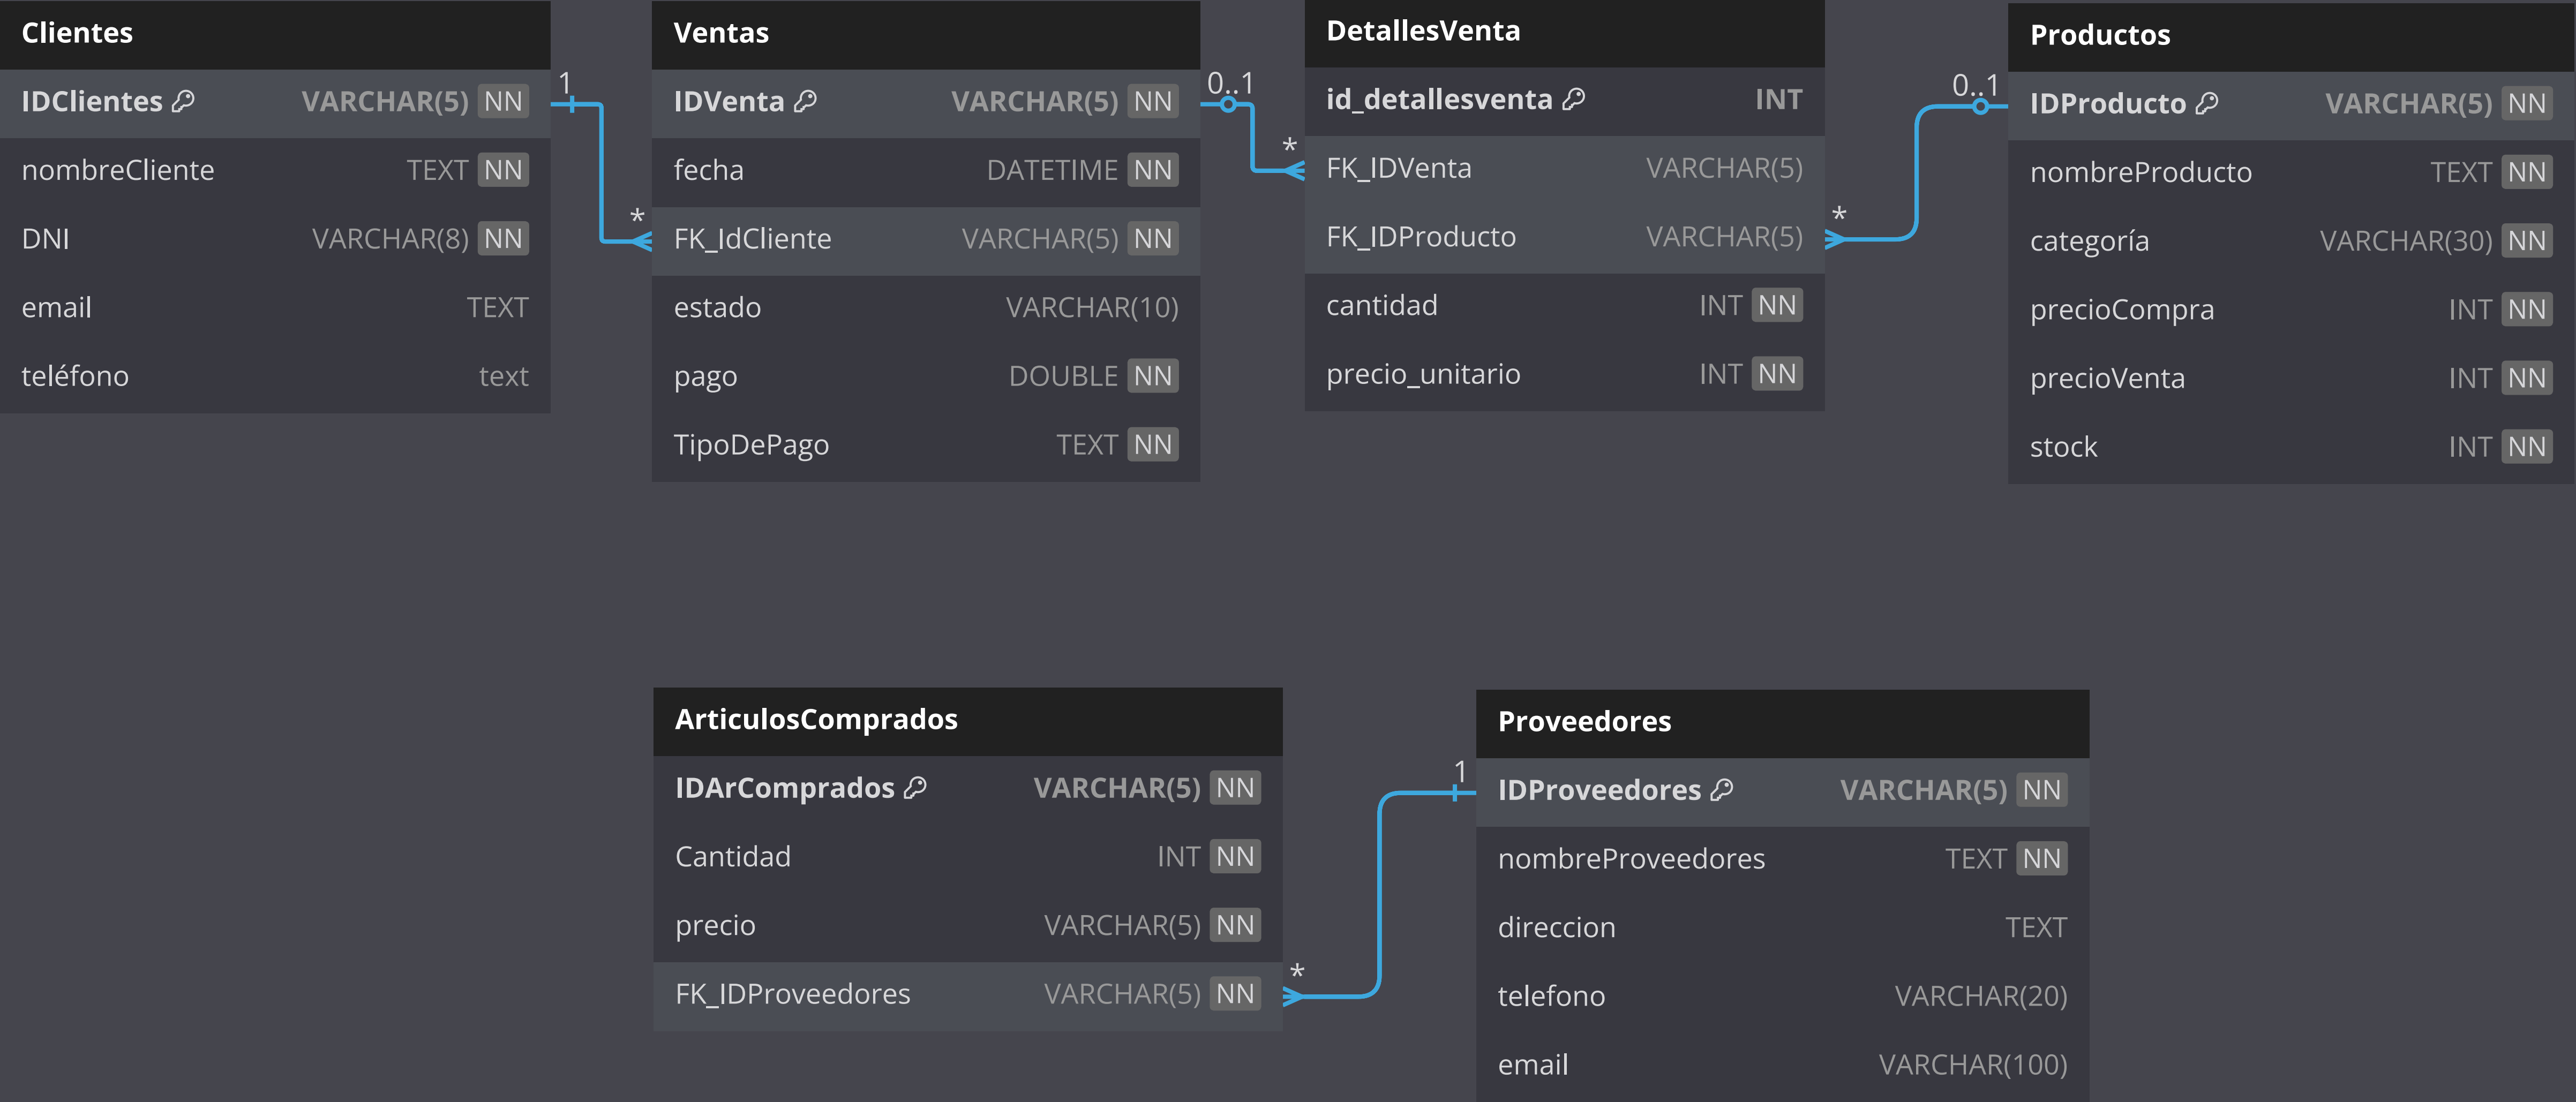 Clientes
IDClientes VARCHAR(5) NN
nombreCliente TEXT NN
DNI VARCHAR(8) NN
email TEXT
teléfono text
1
*
Ventas
IDVenta VARCHAR(5) NN
fecha DATETIME NN
FK_IdCliente VARCHAR(5) NN
estado VARCHAR(10)
pago DOUBLE NN
TipoDePago TEXT NN
0..1
*
DetallesVenta
id_detallesventa INT
FK_IDVenta VARCHAR(5)
FK_IDProducto VARCHAR(5)
cantidad INT NN
precio_unitario INT NN
*
0..1
Productos
IDProducto VARCHAR(5) NN
nombreProducto TEXT NN
categoría VARCHAR(30) NN
precioCompra INT NN
precioVenta INT NN
stock INT NN
ArticulosComprados
IDArComprados VARCHAR(5) NN
Cantidad INT NN
precio VARCHAR(5) NN
FK_IDProveedores VARCHAR(5) NN
*
1
Proveedores
IDProveedores VARCHAR(5) NN
nombreProveedores TEXT NN
direccion TEXT
telefono VARCHAR(20)
email VARCHAR(100)